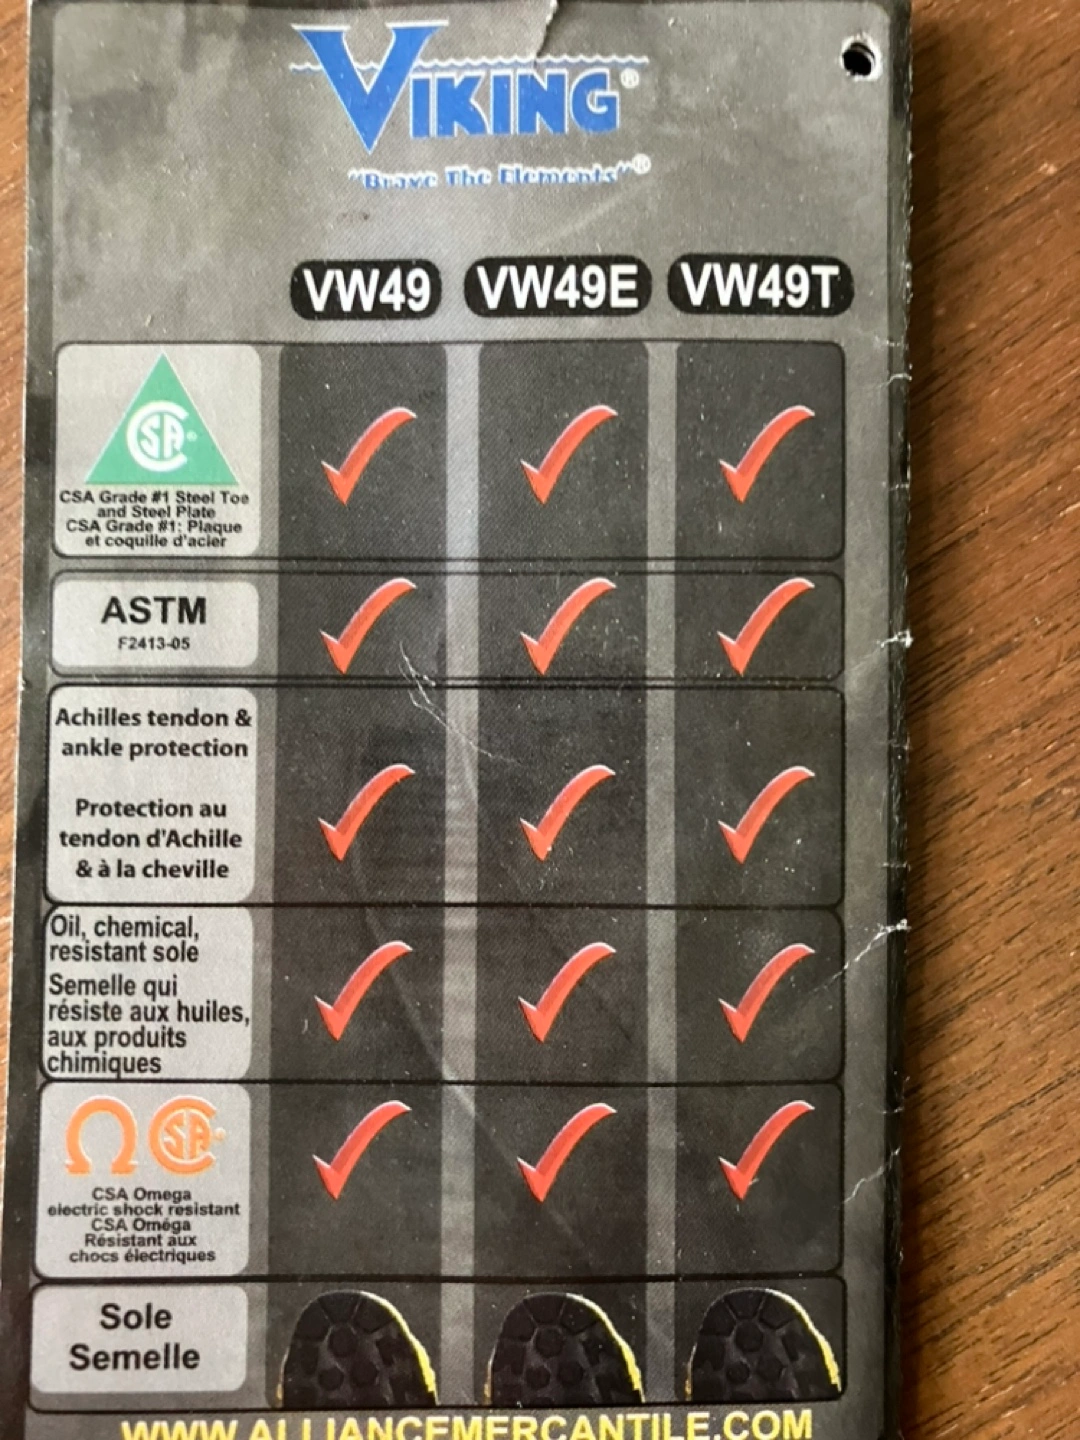 VIKING®
"Brave The Elements"®
VW49 VW49E VW49T
CSA®
CSA Grade #1 Steel Toe
and Steel Plate
CSA Grade #1: Plaque
et coquille d'acier
ASTM
F2413-05
Achilles tendon &
ankle protection
Protection au
tendon d'Achille
& à la cheville
Oil, chemical,
resistant sole
Semelle qui
résiste aux huiles,
aux produits
chimiques
Ω CSA®
CSA Omega
electric shock resistant
CSA Oméga
Résistant aux
chocs électriques
Sole
Semelle
WWW.ALLIANCEMERCANTILE.COM